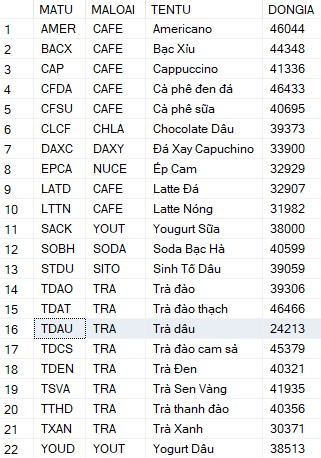 MATU MALOAI TENTU DONGIA
1 AMER CAFE Americano 46044
2 BACX CAFE Bạc Xỉu 44348
3 CAP CAFE Cappuccino 41336
4 CFDA CAFE Cà phê đen đá 46433
5 CFSU CAFE Cà phê sữa 40695
6 CLCF CHLA Chocolate Dâu 39373
7 DAXC DAXY Đá Xay Capuchino 33900
8 EPCA NUCE Ép Cam 32929
9 LATD CAFE Latte Đá 32907
10 LTTN CAFE Latte Nóng 31982
11 SACK YOUT Yougurt Sữa 38000
12 SOBH SODA Soda Bạc Hà 40599
13 STDU SITO Sinh Tố Dâu 39059
14 TDAO TRA Trà đào 39306
15 TDAT TRA Trà đào thạch 46466
16 TDAU TRA Trà dâu 24213
17 TDCS TRA Trà đào cam sả 45379
18 TDEN TRA Trà Đen 40321
19 TSVA TRA Trà Sen Vàng 41935
20 TTHD TRA Trà thanh đào 40356
21 TXAN TRA Trà Xanh 30371
22 YOUD YOUT Yogurt Dâu 38513